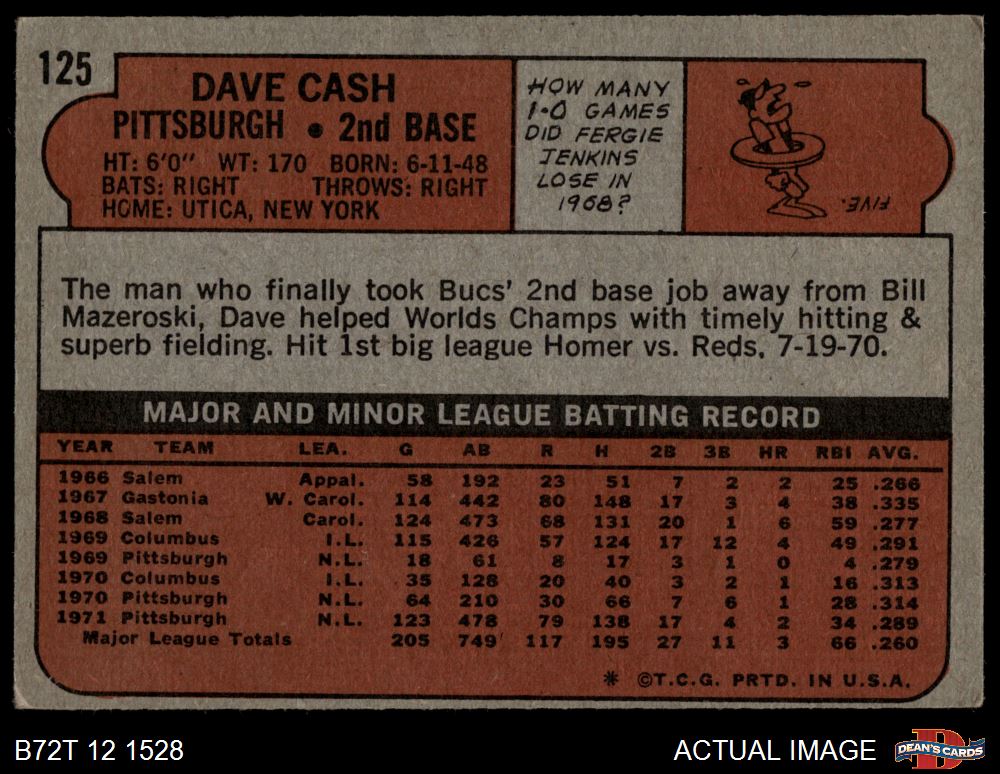 125
DAVE CASH
PITTSBURGH • 2nd BASE
HT: 6'0" WT: 170 BORN: 6-11-48
BATS: RIGHT THROWS: RIGHT
HOME: UTICA, NEW YORK
HOW MANY
1-0 GAMES
DID FERGIE
JENKINS
LOSE IN
1968?
FIVE.
The man who finally took Bucs' 2nd base job away from Bill
Mazeroski, Dave helped Worlds Champs with timely hitting &
superb fielding. Hit 1st big league Homer vs. Reds, 7-19-70.
MAJOR AND MINOR LEAGUE BATTING RECORD
YEAR TEAM LEA. G AB R H 2B 3B HR RBI AVG.
1966 Salem Appal. 58 192 23 51 7 2 2 25 .266
1967 Gastonia W. Carol. 114 442 80 148 17 3 4 38 .335
1968 Salem Carol. 124 473 68 131 20 1 6 59 .277
1969 Columbus I.L. 115 426 57 124 17 12 4 49 .291
1969 Pittsburgh N.L. 18 61 8 17 3 1 0 4 .279
1970 Columbus I.L. 35 128 20 40 3 2 1 16 .313
1970 Pittsburgh N.L. 64 210 30 66 7 6 1 28 .314
1971 Pittsburgh N.L. 123 478 79 138 17 4 2 34 .289
Major League Totals 205 749 117 195 27 11 3 66 .260
* ©T.C.G. PRTD. IN U.S.A.
B72T 12 1528
ACTUAL IMAGE
D
DEAN'S CARDS